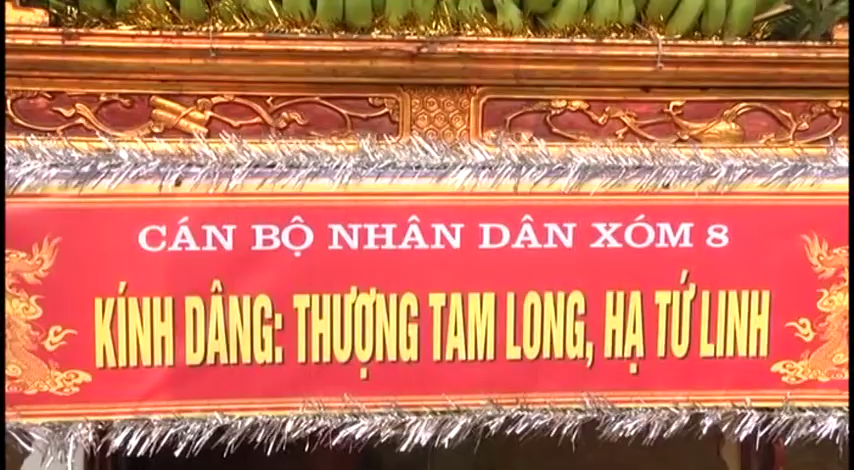 CÁN BỘ NHÂN DÂN XÓM 8
KÍNH DÂNG: THƯỢNG TAM LONG, HẠ TỨ LINH